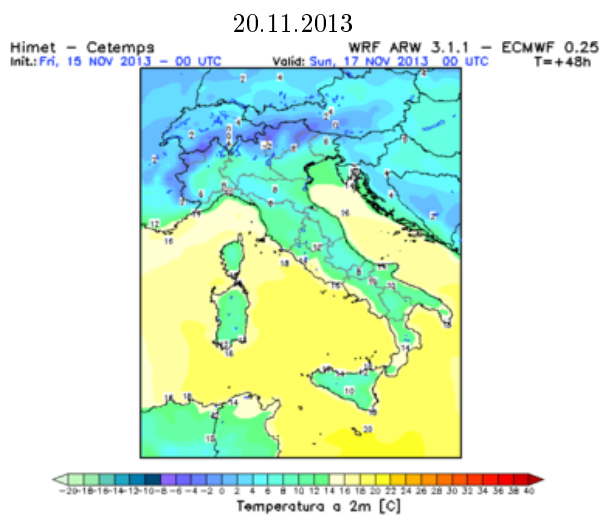 20.11.2013
Himet - Cetemps WRF ARW 3.1.1 - ECMWF 0.25
Init.: Fri, 15 NOV 2013 - 00 UTC Valid: Sun, 17 NOV 2013 00 UTC T=+48h
-20 -18 -16 -14 -12 -10 -8 -6 -4 -2 0 2 4 6 8 10 12 14 16 18 20 22 24 26 28 30 32 34 36 38 40
Temperatura a 2m [C]